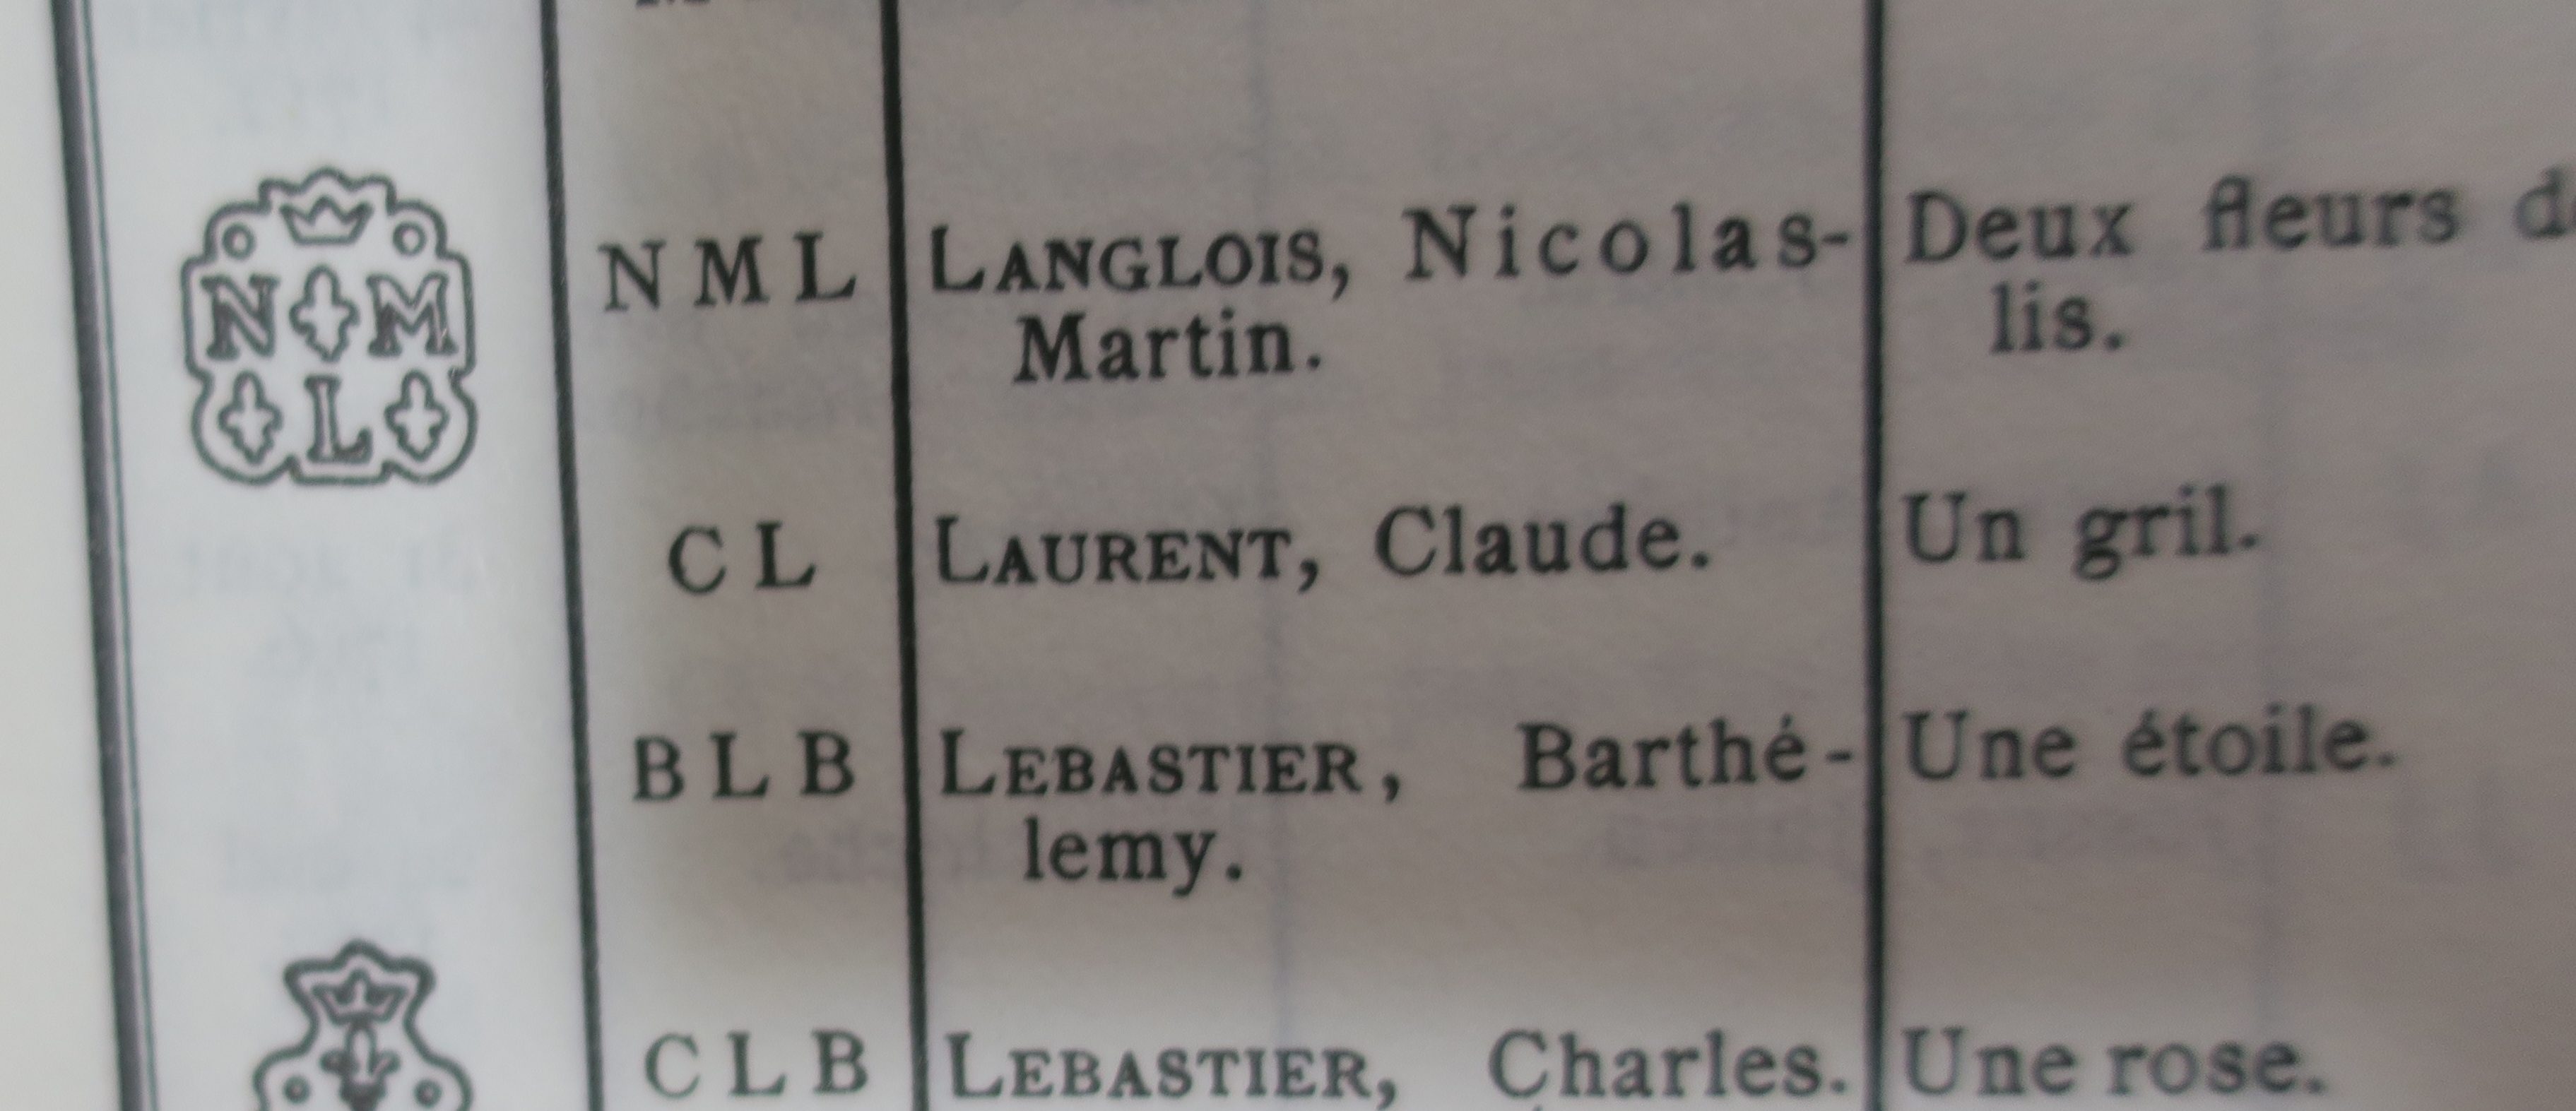 N M L LANGLOIS, Nicolas- Deux fleurs d
Martin. lis.
N M
L
C L LAURENT, Claude. Un gril.
B L B LEBASTIER, Barthé- Une étoile.
lemy.
C L B LEBASTIER, Charles. Une rose.